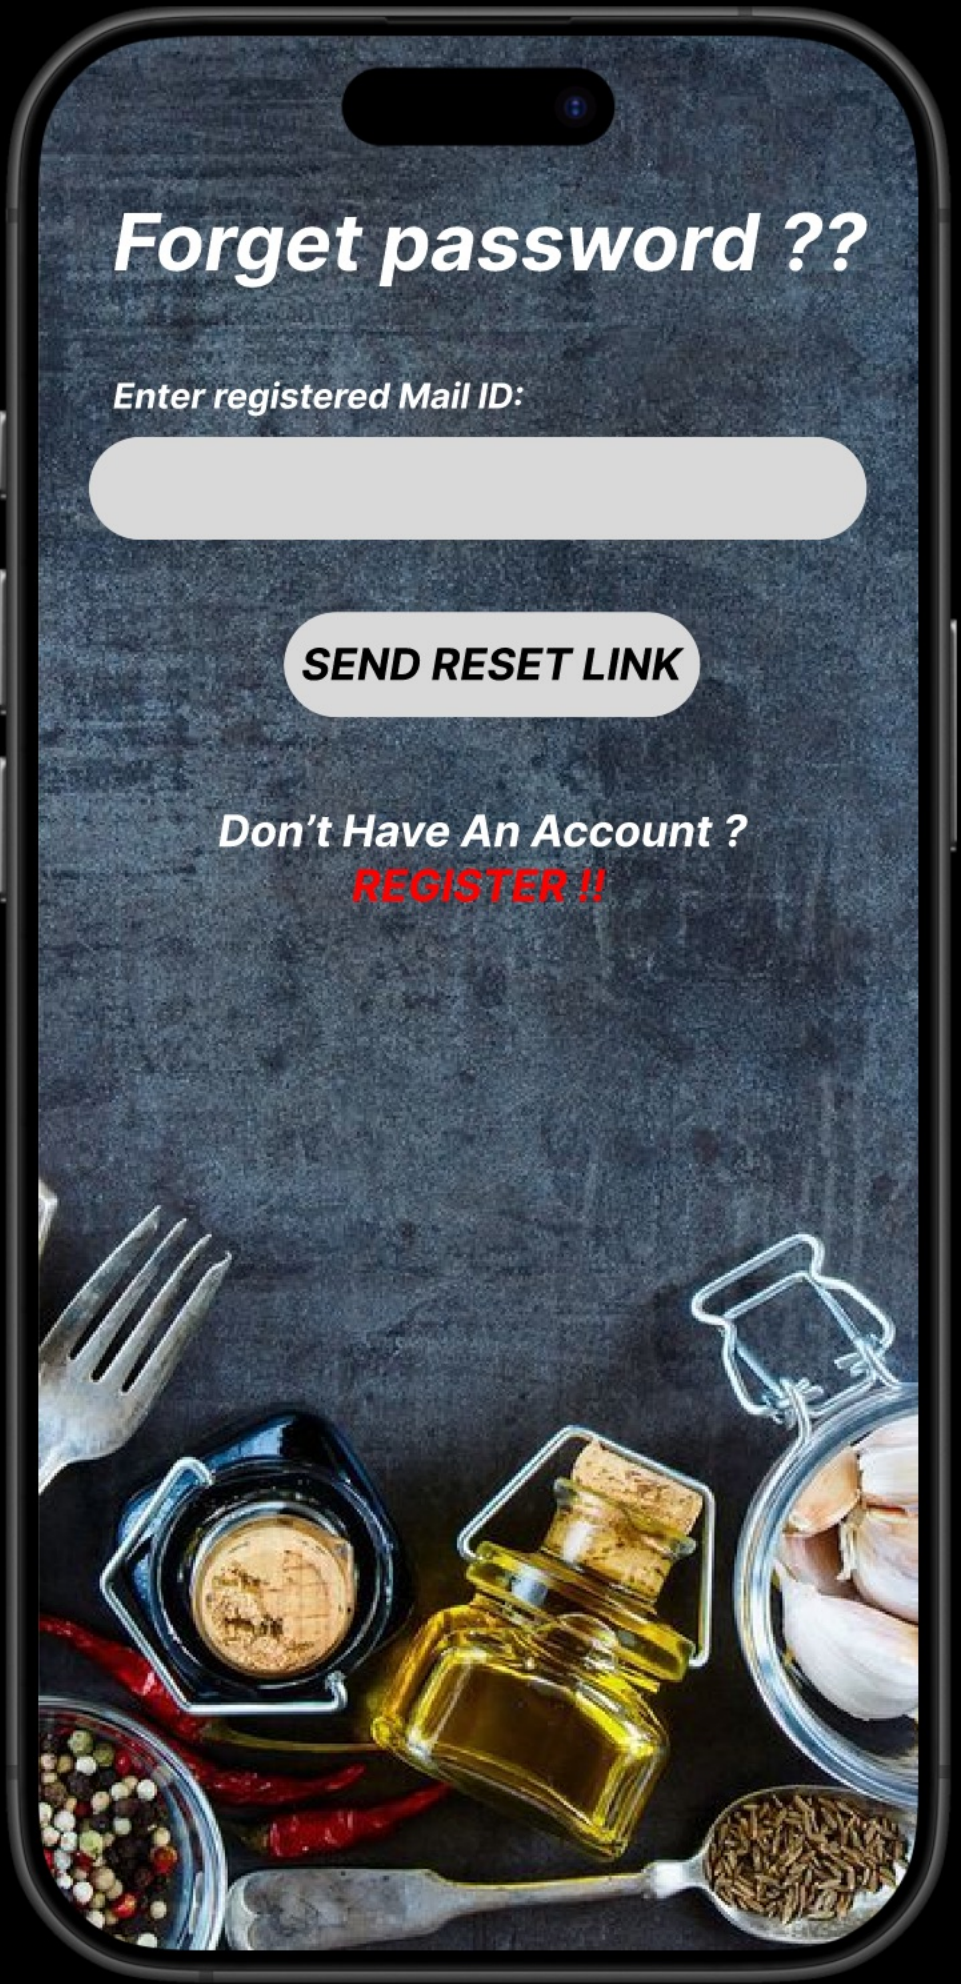 Forget password ??
Enter registered Mail ID:
SEND RESET LINK
Don’t Have An Account ?
REGISTER !!